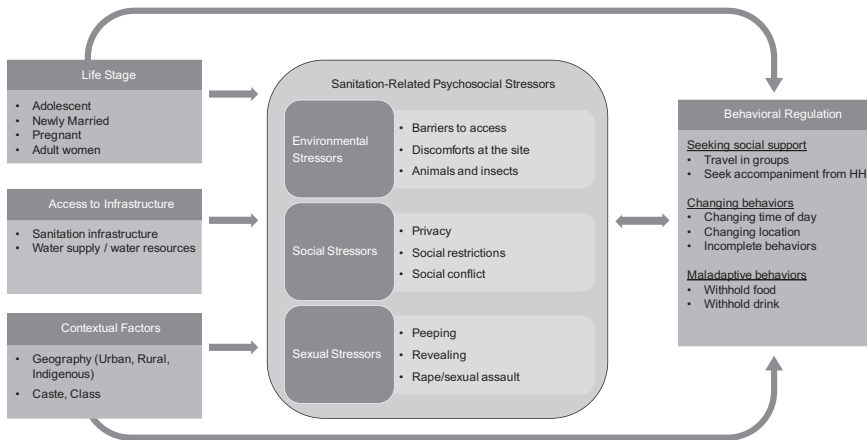 Life Stage
• Adolescent
• Newly Married
• Pregnant
• Adult women
Access to Infrastructure
• Sanitation infrastructure
• Water supply / water resources
Contextual Factors
• Geography (Urban, Rural,
Indigenous)
• Caste, Class
Sanitation-Related Psychosocial Stressors
Environmental
Stressors
• Barriers to access
• Discomforts at the site
• Animals and insects
Social Stressors
• Privacy
• Social restrictions
• Social conflict
Sexual Stressors
• Peeping
• Revealing
• Rape/sexual assault
Behavioral Regulation
Seeking social support
• Travel in groups
• Seek accompaniment from HH
Changing behaviors
• Changing time of day
• Changing location
• Incomplete behaviors
Maladaptive behaviors
• Withhold food
• Withhold drink